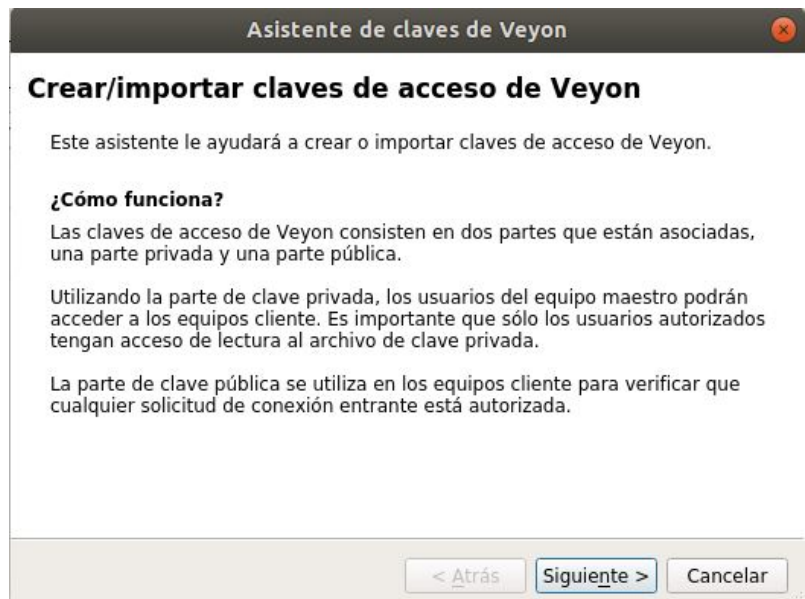 Asistente de claves de Veyon
Crear/importar claves de acceso de Veyon
Este asistente le ayudará a crear o importar claves de acceso de Veyon.
¿Cómo funciona?
Las claves de acceso de Veyon consisten en dos partes que están asociadas,
una parte privada y una parte pública.
Utilizando la parte de clave privada, los usuarios del equipo maestro podrán
acceder a los equipos cliente. Es importante que sólo los usuarios autorizados
tengan acceso de lectura al archivo de clave privada.
La parte de clave pública se utiliza en los equipos cliente para verificar que
cualquier solicitud de conexión entrante está autorizada.
< Atrás Siguiente > Cancelar